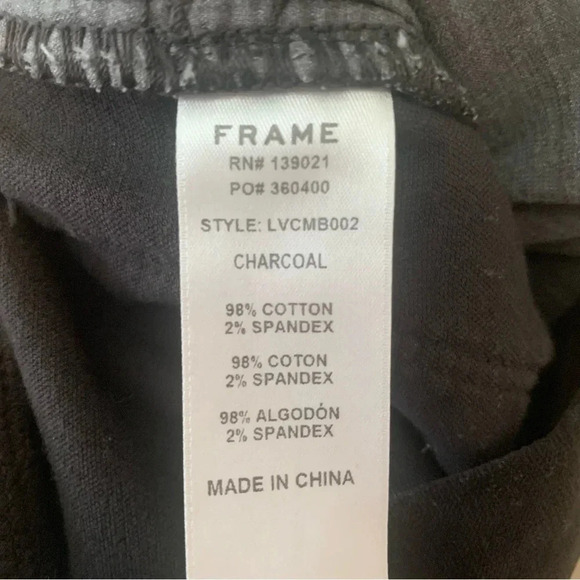 FRAME
RN# 139021
PO# 360400
STYLE: LVCMB002
CHARCOAL
98% COTTON
2% SPANDEX
98% COTON
2% SPANDEX
98% ALGODÓN
2% SPANDEX
MADE IN CHINA